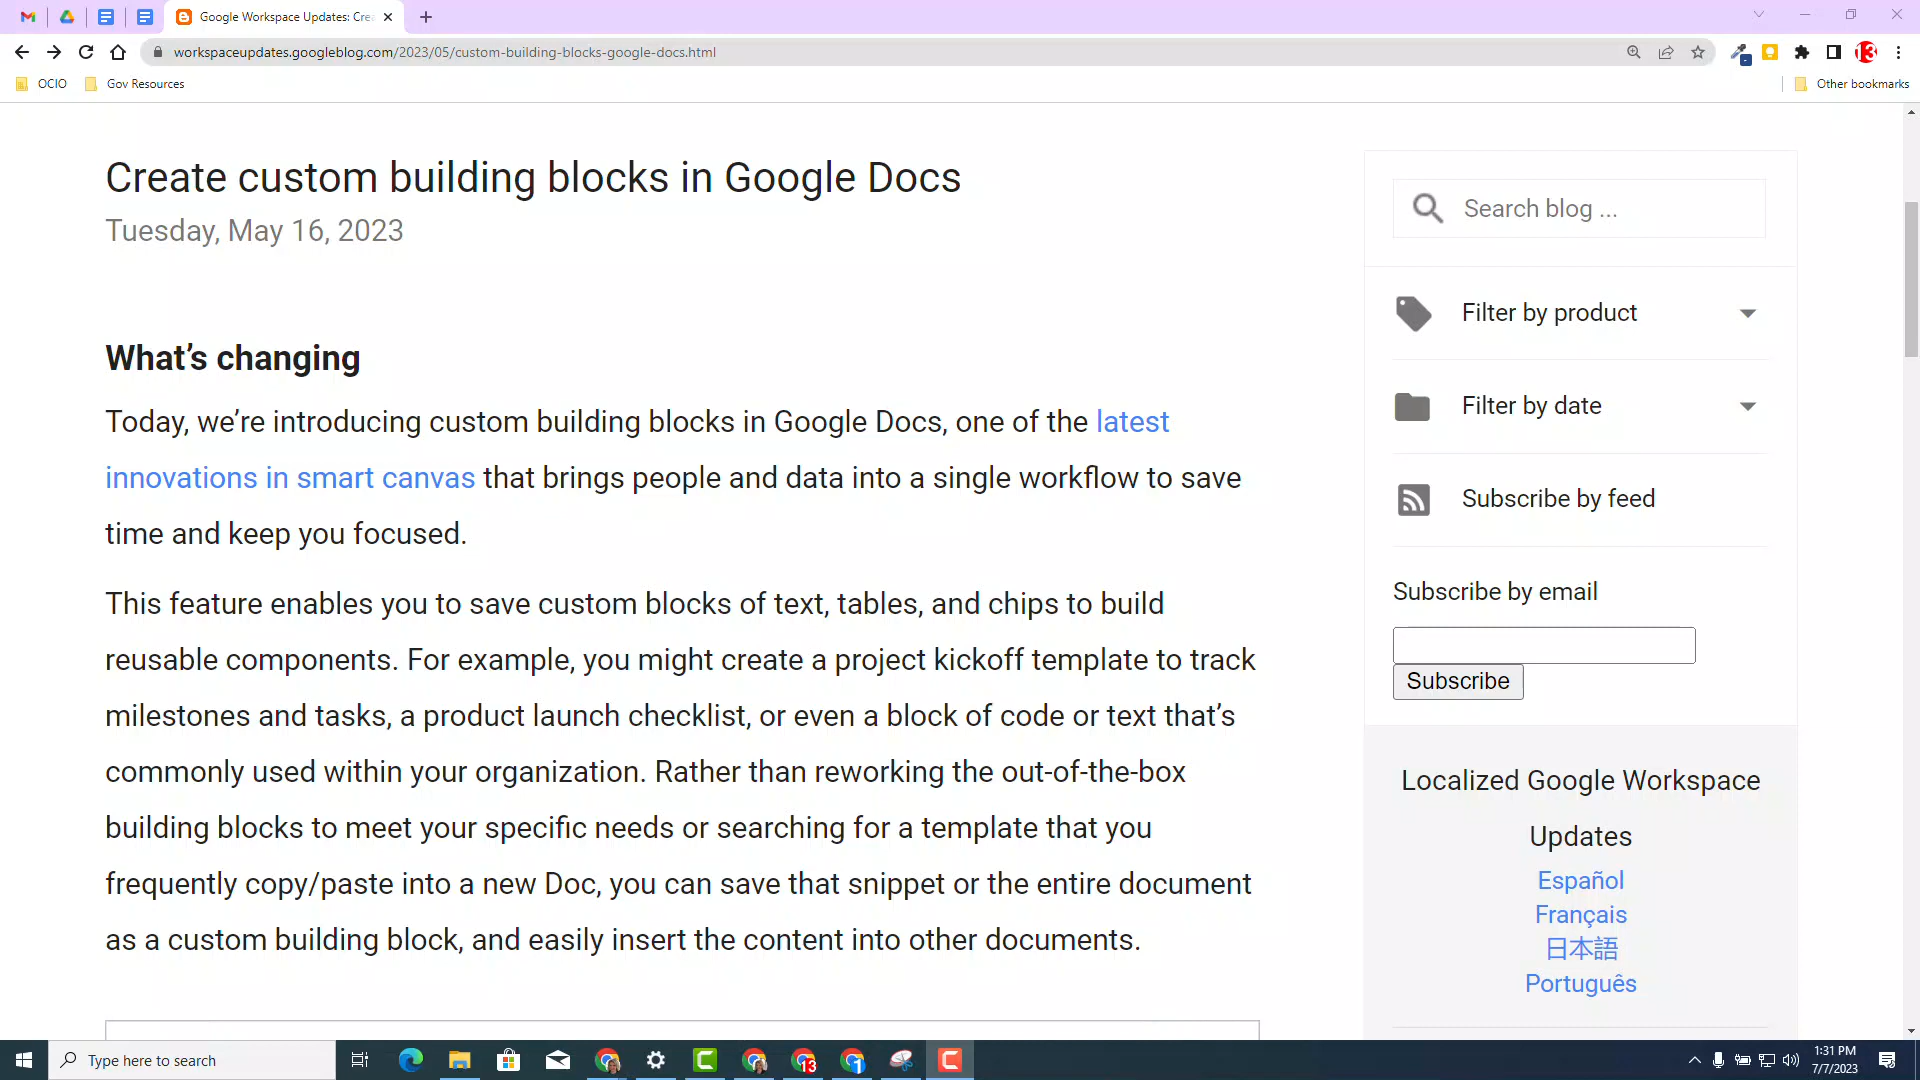 Google Workspace Updates: Crea
workspaceupdates.googleblog.com/2023/05/custom-building-blocks-google-docs.html
13
OCIO
Gov Resources
Other bookmarks
Create custom building blocks in Google Docs
Tuesday, May 16, 2023
What's changing
Today, we're introducing custom building blocks in Google Docs, one of the latest
innovations in smart canvas that brings people and data into a single workflow to save
time and keep you focused.
This feature enables you to save custom blocks of text, tables, and chips to build
reusable components. For example, you might create a project kickoff template to track
milestones and tasks, a product launch checklist, or even a block of code or text that's
commonly used within your organization. Rather than reworking the out-of-the-box
building blocks to meet your specific needs or searching for a template that you
frequently copy/paste into a new Doc, you can save that snippet or the entire document
as a custom building block, and easily insert the content into other documents.
Search blog ...
Filter by product
Filter by date
Subscribe by feed
Subscribe by email
Subscribe
Localized Google Workspace
Updates
Español
Français
日本語
Português
Type here to search
13
1
1:31 PM
7/7/2023